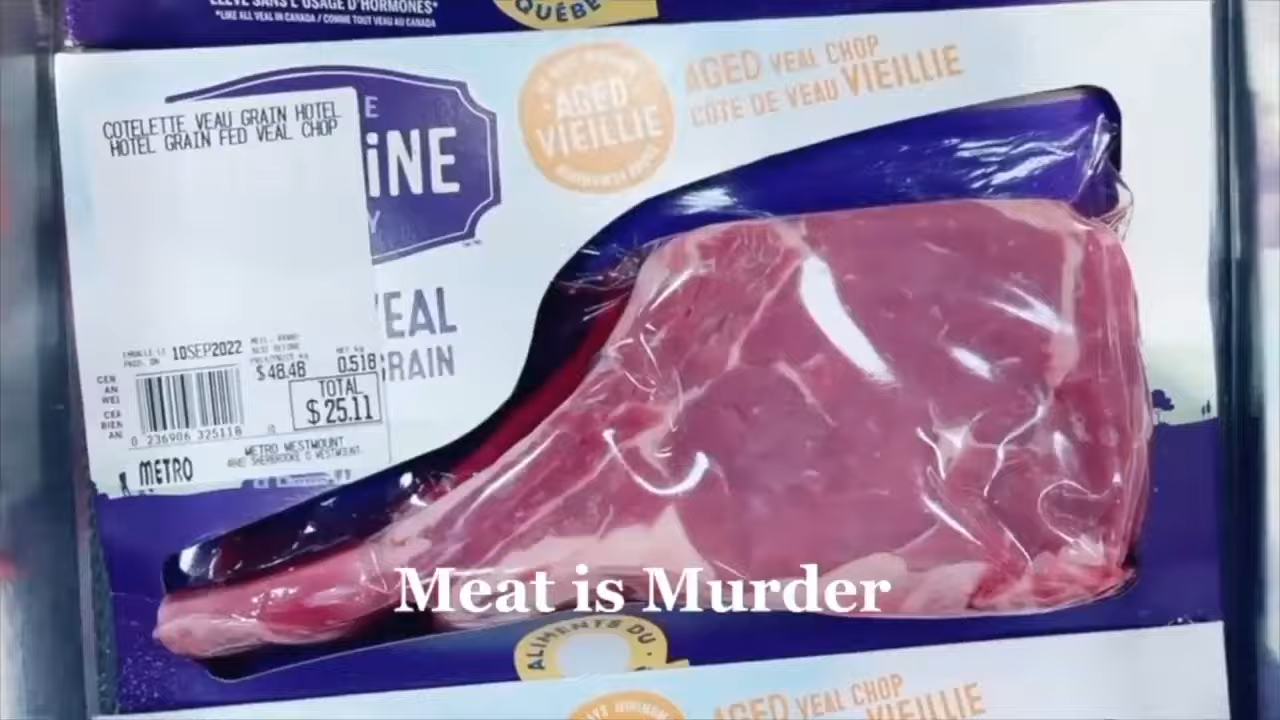 ÉLEVÉ SANS L'USAGE D'HORMONES*
*LIKE ALL VEAL IN CANADA / COMME TOUT VEAU AU CANADA
QUÉBE
AGED VEAL CHOP
CÔTE DE VEAU VIEILLIE
AGED
VIEILLIE
COTELETTE VEAU GRAIN HOTEL
HOTEL GRAIN FED VEAL CHOP
E
iNE
Y
EAL
GRAIN
10SEP2022
$48.48
0.518
TOTAL
$25.11
0 236906 325118
METRO
METRO WESTMOUNT
Meat is Murder
ALIMENTS DU
AGED VEAL CHOP
VIEILLIE